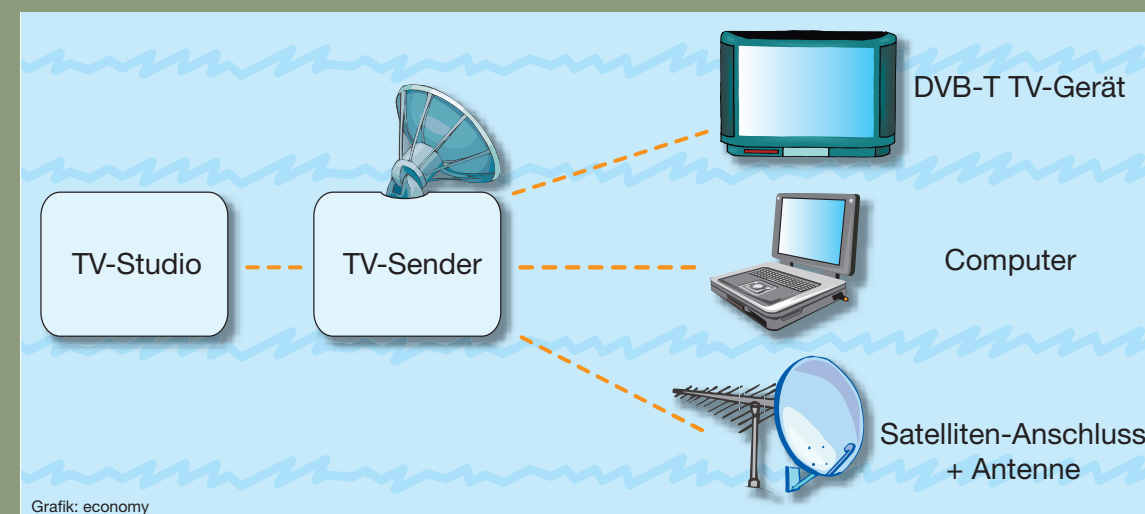 DVB-T TV-Gerät
TV-Studio
TV-Sender
Computer
Satelliten-Anschluss
+ Antenne
Grafik: economy